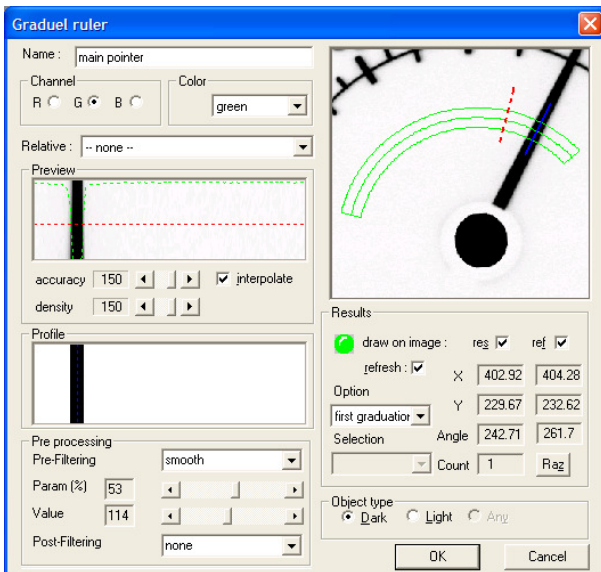 Graduel ruler
Name : main pointer
Channel
R G B
Color
green
Relative : -- none --
Preview
accuracy 150 interpolate
density 150
Profile
Pre processing
Pre-Filtering smooth
Param (%) 53
Value 114
Post-Filtering none
Results
draw on image : res ref
refresh :
X 402.92 404.28
Option
first graduation
Y 229.67 232.62
Selection
Angle 242.71 261.7
Count 1 Raz
Object type
Dark Light Any
OK Cancel